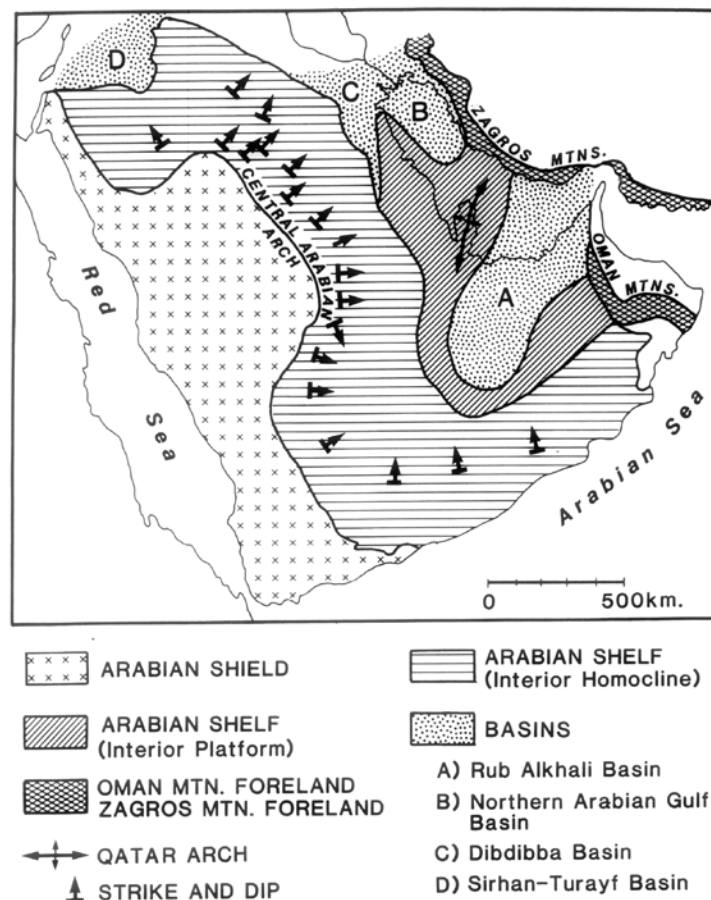 D
C
B
ZAGROS
MTNS.
CENTRAL ARABIAN
ARCH
OMAN
MTNS.
A
Red
Sea
Arabian Sea
0 500km.
ARABIAN SHIELD
ARABIAN SHELF
(Interior Platform)
OMAN MTN. FORELAND
ZAGROS MTN. FORELAND
QATAR ARCH
STRIKE AND DIP
ARABIAN SHELF
(Interior Homocline)
BASINS
A) Rub Alkhali Basin
B) Northern Arabian Gulf
Basin
C) Dibdibba Basin
D) Sirhan-Turayf Basin